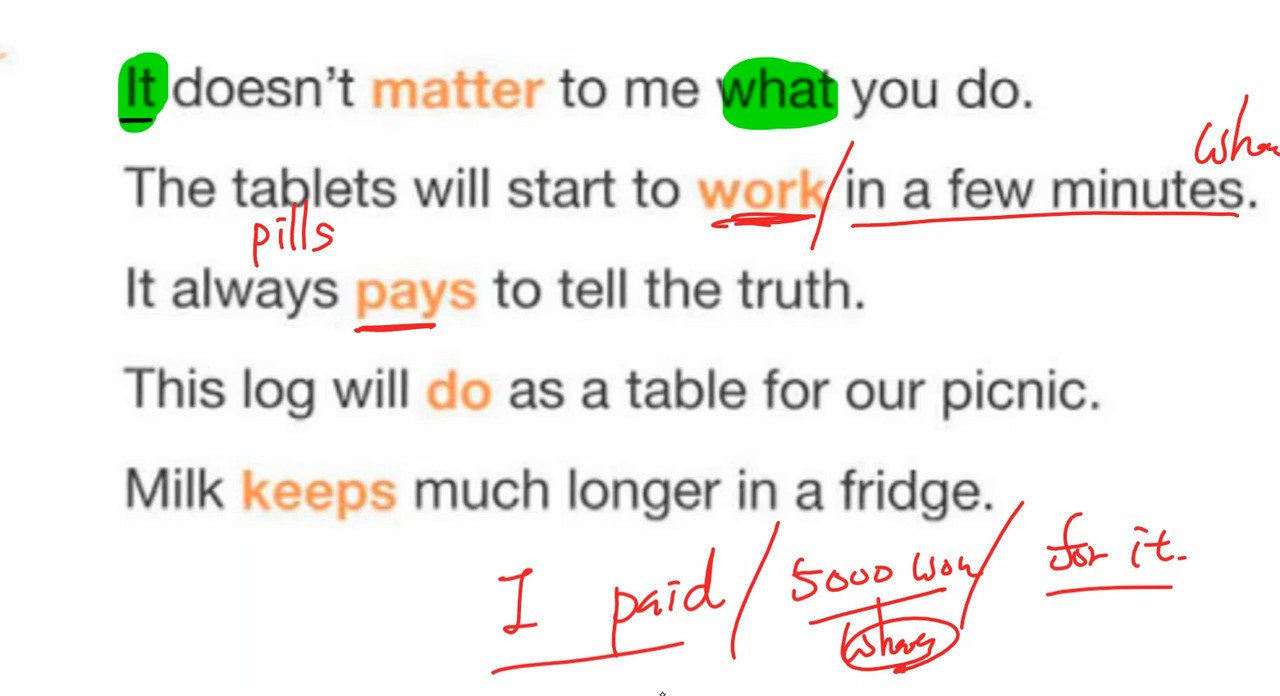 It doesn't matter to me what you do.
The tablets will start to work / in a few minutes.
pills
It always pays to tell the truth.
This log will do as a table for our picnic.
Milk keeps much longer in a fridge.
I paid / 5000 won / for it.